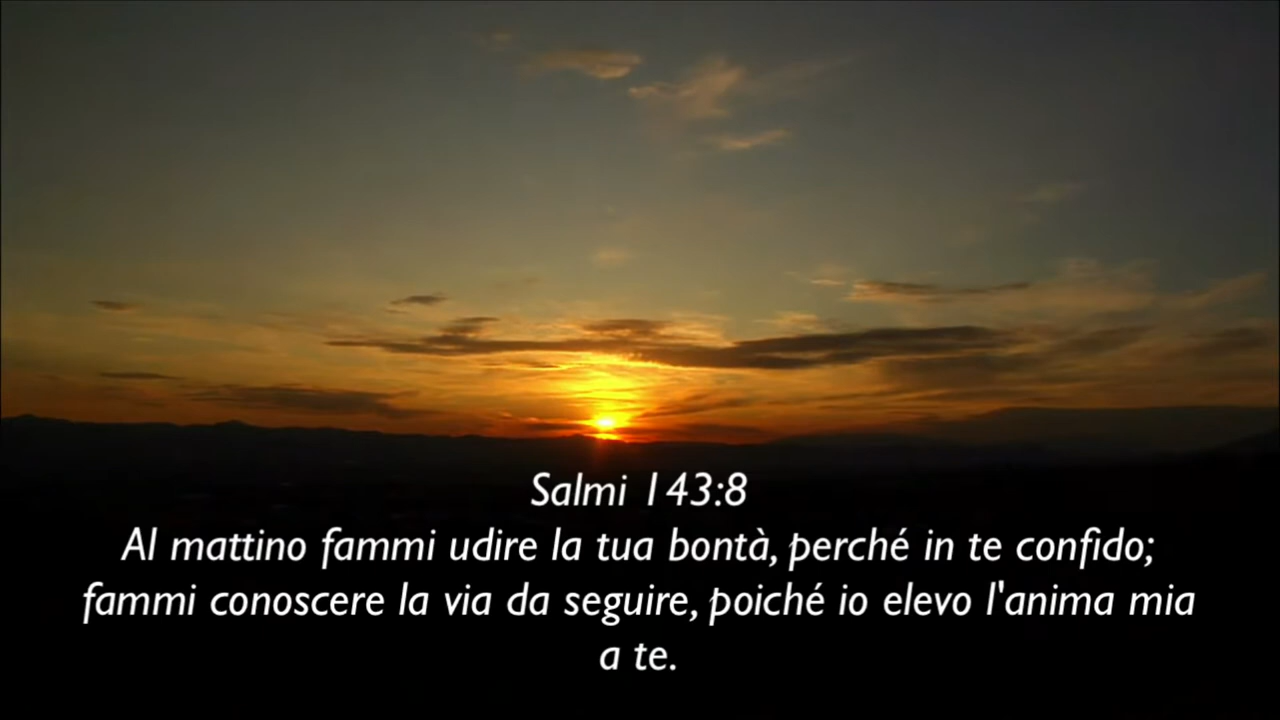 Salmi 143:8
Al mattino fammi udire la tua bontà, perché in te confido;
fammi conoscere la via da seguire, poiché io elevo l'anima mia
a te.